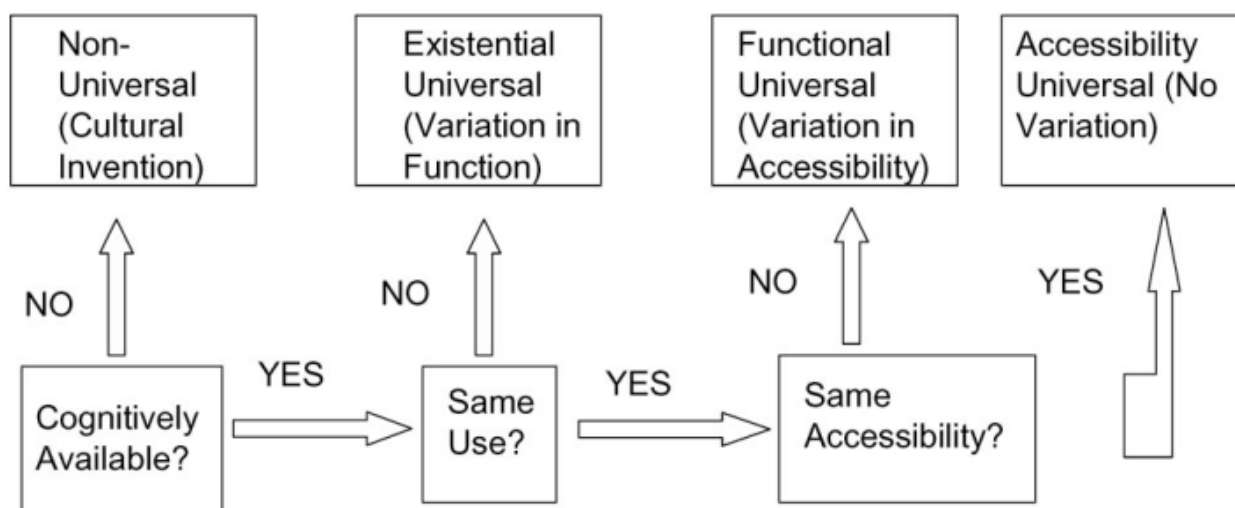 Non-
Universal
(Cultural
Invention)
Existential
Universal
(Variation in
Function)
Functional
Universal
(Variation in
Accessibility)
Accessibility
Universal (No
Variation)
NO
NO
NO
YES
YES
YES
Cognitively
Available?
Same
Use?
Same
Accessibility?